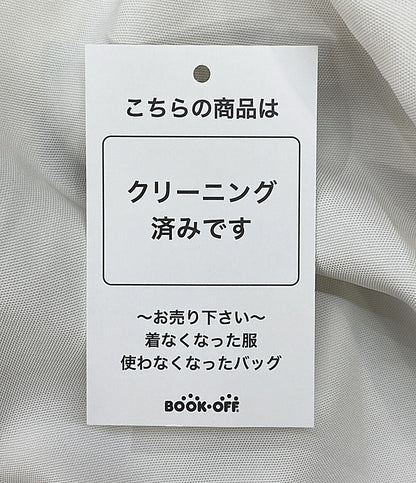 こちらの商品は
クリーニング
済みです
〜お売り下さい〜
着なくなった服
使わなくなったバッグ
BOOK・OFF